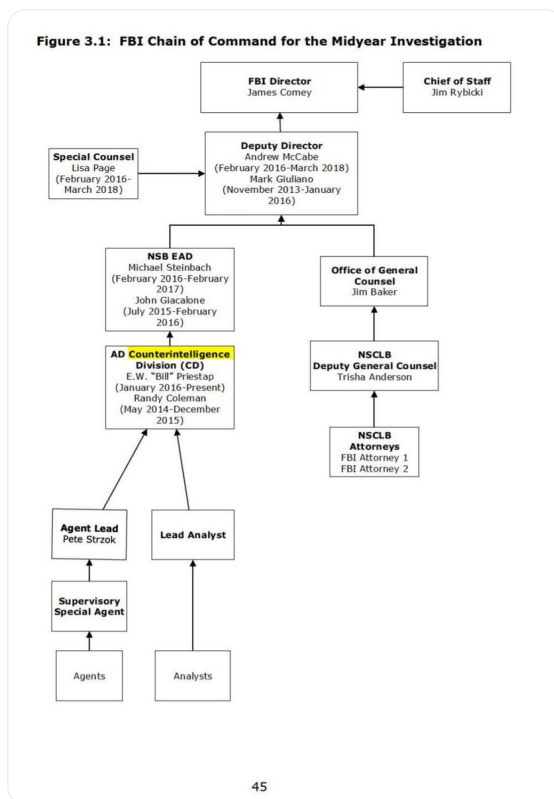 Figure 3.1: FBI Chain of Command for the Midyear Investigation
FBI Director
James Comey
Chief of Staff
Jim Rybicki
Deputy Director
Andrew McCabe
(February 2016-March 2018)
Mark Giuliano
(November 2013-January
2016)
Special Counsel
Lisa Page
(February 2016-
March 2018)
NSB EAD
Michael Steinbach
(February 2016-February
2017)
John Giacalone
(July 2015-February
2016)
Office of General
Counsel
Jim Baker
AD Counterintelligence
Division (CD)
E.W. "Bill" Priestap
(January 2016-Present)
Randy Coleman
(May 2014-December
2015)
NSCLB
Deputy General Counsel
Trisha Anderson
NSCLB
Attorneys
FBI Attorney 1
FBI Attorney 2
Agent Lead
Pete Strzok
Lead Analyst
Supervisory
Special Agent
Agents
Analysts
45